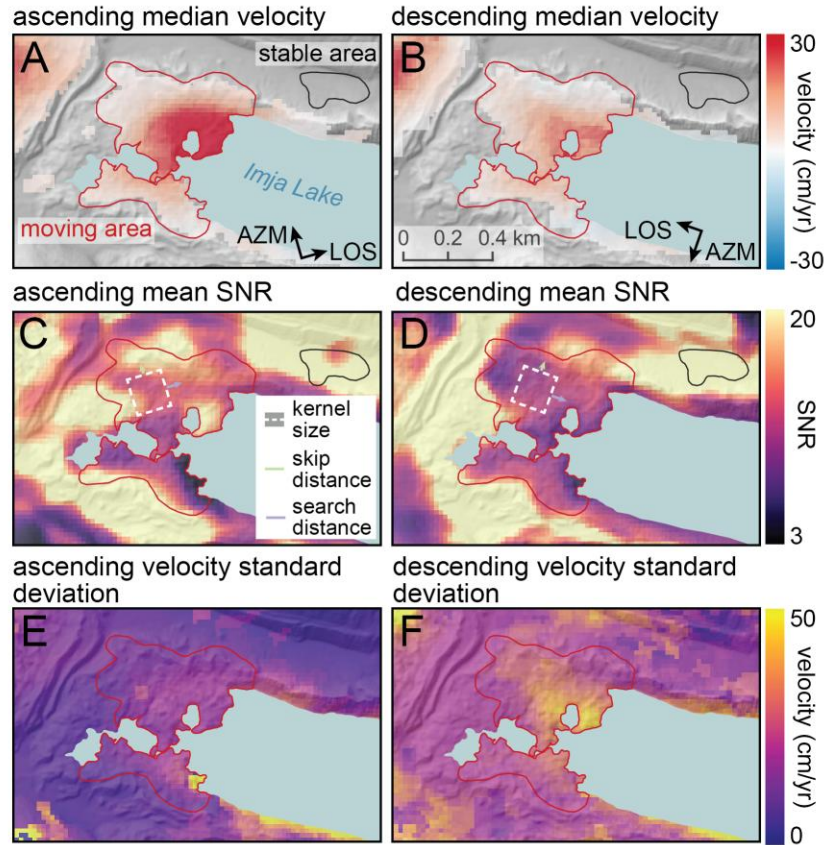 ascending median velocity
descending median velocity
A
stable area
B
30
velocity (cm/yr)
-30
Imja Lake
moving area
AZM
LOS
0 0.2 0.4 km
LOS
AZM
ascending mean SNR
descending mean SNR
C
D
20
SNR
3
kernel
size
skip
distance
search
distance
ascending velocity standard
deviation
descending velocity standard
deviation
E
F
50
velocity (cm/yr)
0